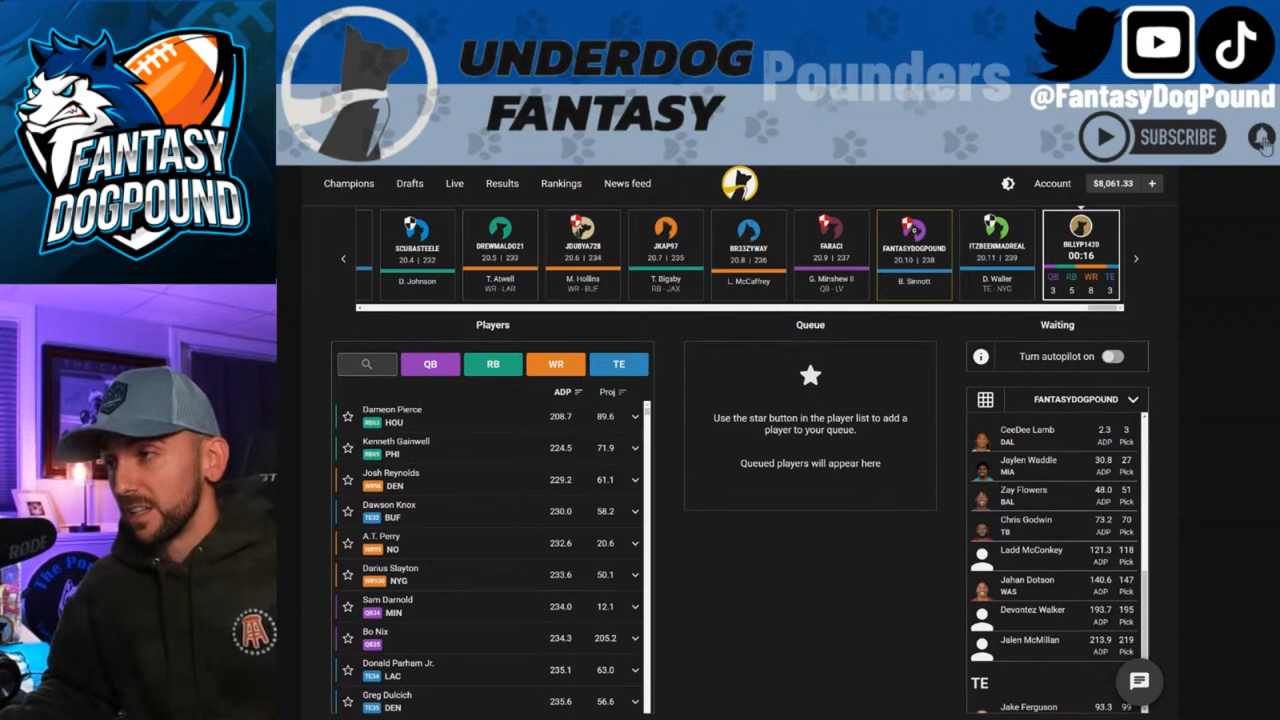 FANTASY
DOGPOUND
UNDERDOG
FANTASY
Pounders
@FantasyDogPound
SUBSCRIBE
Champions
Drafts
Live
Results
Rankings
News feed
Account
$8,061.33
+
SCUBASTEELE
20.4 | 232
D. Johnson
DREWMALDO21
20.5 | 233
T. Atwell
WR - LAR
JDUBYA728
20.6 | 234
M. Hollins
WR - BUF
JKAP97
20.7 | 235
T. Bigsby
RB - JAX
BR33ZYWAY
20.8 | 236
L. McCaffrey
FARACI
20.9 | 237
G. Minshew II
QB - LV
FANTASYDOGPOUND
20.10 | 238
B. Sinnott
ITZBEENMADREAL
20.11 | 239
D. Waller
TE - NYG
BILLYP1420
00:16
QB RB WR TE
3 5 8 3
Players
Queue
Waiting
QB
RB
WR
TE
ADP
Proj
Dameon Pierce
RB63 HOU
208.7
89.6
Kenneth Gainwell
RB69 PHI
224.5
71.9
Josh Reynolds
WR96 DEN
229.2
61.1
Dawson Knox
TE32 BUF
230.0
58.2
A.T. Perry
WR99 NO
232.6
20.6
Darius Slayton
WR100 NYG
233.6
50.1
Sam Darnold
QB34 MIN
234.0
12.1
Bo Nix
QB35
234.3
205.2
Donald Parham Jr.
TE34 LAC
235.1
63.0
Greg Dulcich
TE35 DEN
235.6
56.6
Use the star button in the player list to add a
player to your queue.
Queued players will appear here
Turn autopilot on
FANTASYDOGPOUND
CeeDee Lamb
2.3 3
DAL
ADP Pick
Jaylen Waddle
30.8 27
MIA
ADP Pick
Zay Flowers
48.0 51
BAL
ADP Pick
Chris Godwin
73.2 70
TB
ADP Pick
Ladd McConkey
121.3 118
ADP Pick
Jahan Dotson
140.6 147
WAS
ADP Pick
Devontez Walker
193.7 195
ADP Pick
Jalen McMillan
213.9 219
ADP Pick
TE
Jake Ferguson
93.3 99
RØDE